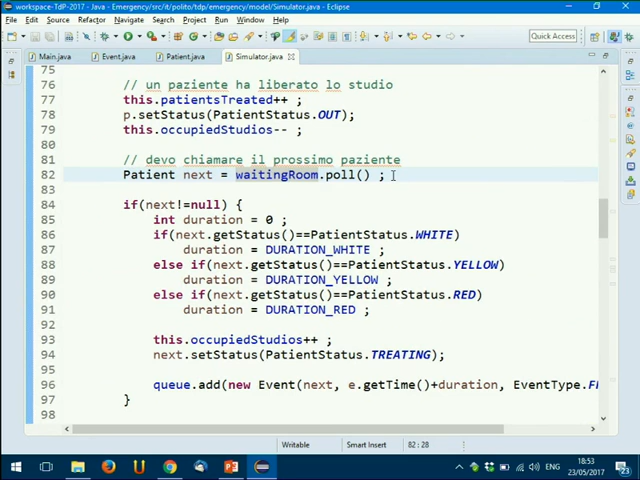 workspace-TdP-2017 - Java - Emergency/src/it/polito/tdp/emergency/model/Simulator.java - Eclipse
File Edit Source Refactor Navigate Search Project Run Window Help
Quick Access
Main.java Event.java Patient.java Simulator.java
75
76 // un paziente ha liberato lo studio
77 this.patientsTreated++ ;
78 p.setStatus(PatientStatus.OUT);
79 this.occupiedStudios-- ;
80
81 // devo chiamare il prossimo paziente
82 Patient next = waitingRoom.poll() ;
83
84 if(next!=null) {
85 int duration = 0 ;
86 if(next.getStatus()==PatientStatus.WHITE)
87 duration = DURATION_WHITE ;
88 else if(next.getStatus()==PatientStatus.YELLOW)
89 duration = DURATION_YELLOW ;
90 else if(next.getStatus()==PatientStatus.RED)
91 duration = DURATION_RED ;
92
93 this.occupiedStudios++ ;
94 next.setStatus(PatientStatus.TREATING);
95
96 queue.add(new Event(next, e.getTime()+duration, EventType.F
97 }
98
Writable Smart Insert 82 : 28
ENG 18:53
23/05/2017 23